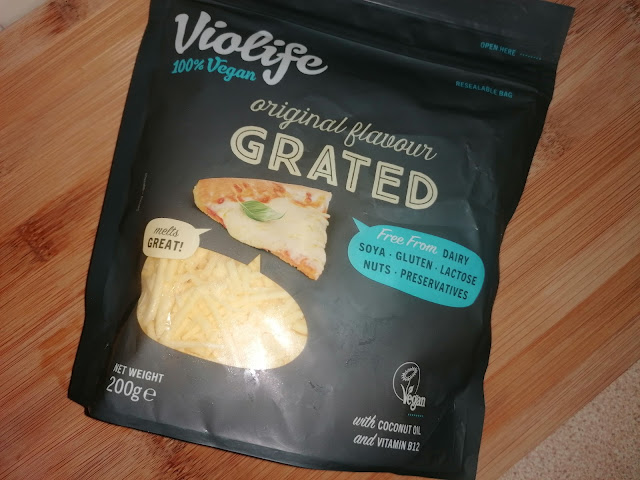 Violife
100% Vegan
OPEN HERE
RESEALABLE BAG
original flavour
GRATED
melts
GREAT!
Free From DAIRY
SOYA · GLUTEN · LACTOSE
NUTS · PRESERVATIVES
NET WEIGHT
200g e
Vegan
with COCONUT OIL
and VITAMIN B12